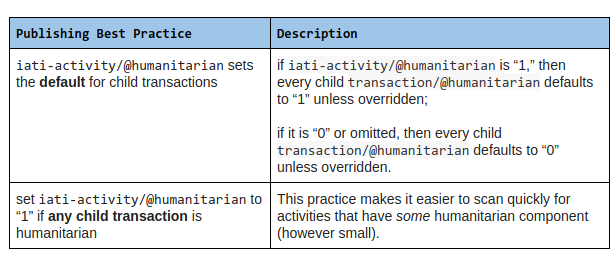 Publishing Best Practice
Description
iati-activity/@humanitarian sets
the default for child transactions
if iati-activity/@humanitarian is “1,” then
every child transaction/@humanitarian defaults
to “1” unless overridden;
if it is “0” or omitted, then every child
transaction/@humanitarian defaults to “0”
unless overridden.
set iati-activity/@humanitarian to
“1” if any child transaction is
humanitarian
This practice makes it easier to scan quickly for
activities that have some humanitarian component
(however small).